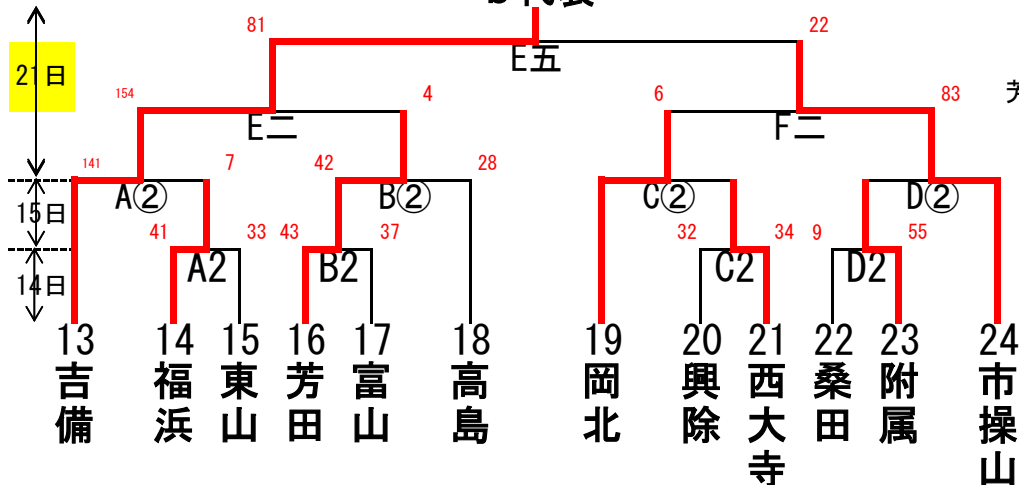 81 22
E五
21日
154 4 6 83
E二 F二
141 7 42 28
A② B② C② D②
15日
41 33 43 37 32 34 9 55
A2 B2 C2 D2
14日
13 14 15 16 17 18 19 20 21 22 23 24
吉備
福浜
東山
芳田
富山
高島
岡北
興除
西大寺
桑田
附属
市操山